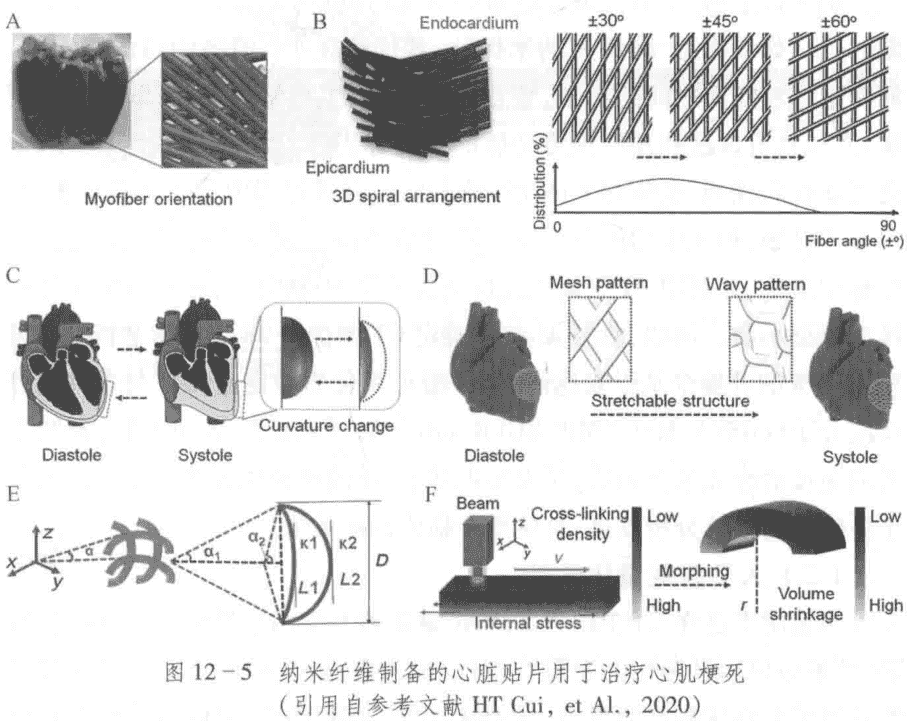 A
Myofiber orientation
B
Endocardium
Epicardium
3D spiral arrangement
±30°
±45°
±60°
Distribution (%)
0
90
Fiber angle (±°)
C
Diastole
Systole
Curvature change
D
Mesh pattern
Wavy pattern
Stretchable structure
Diastole
Systole
E
z
x
y
α
α₁
α₂
κ1
κ2
L1
L2
D
F
Beam
x
z
y
v
Cross-linking
density
Low
High
Internal stress
Morphing
r
Volume
shrinkage
Low
High
图 12-5 纳米纤维制备的心脏贴片用于治疗心肌梗死
(引用自参考文献 HT Cui, et Al., 2020)